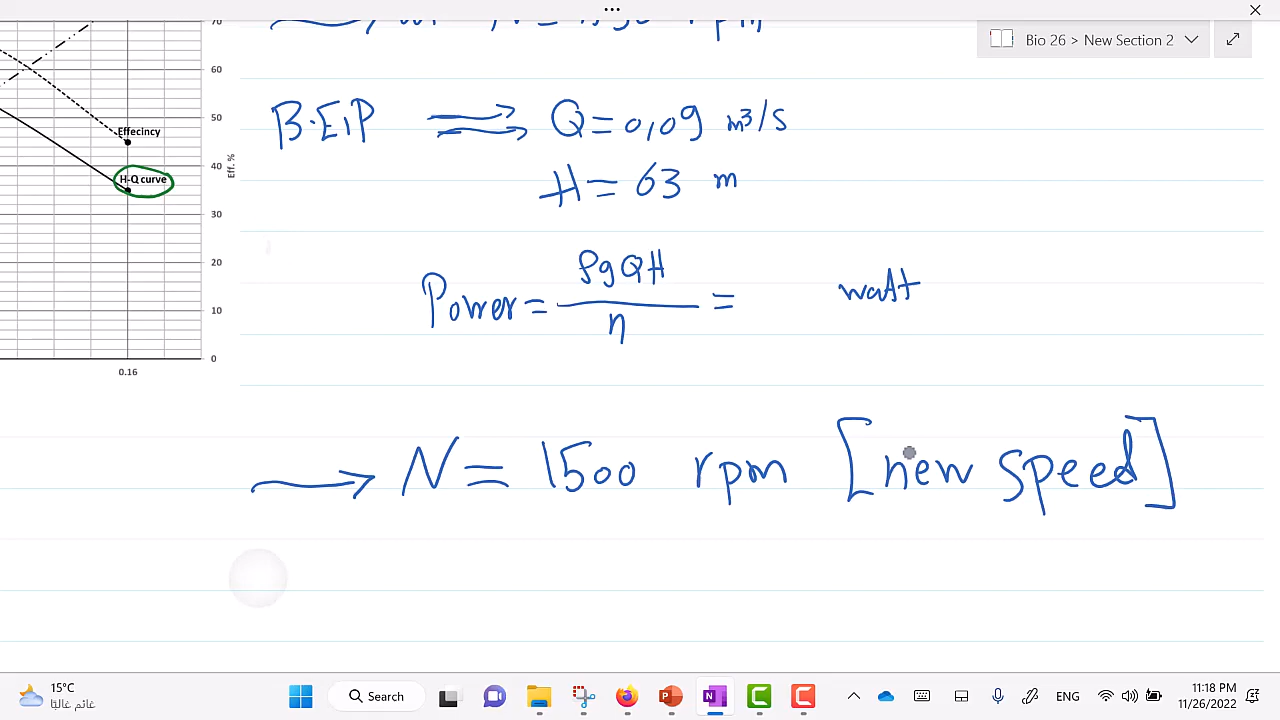 Bio 26 > New Section 2
70
60
50
40
30
20
10
0
Eff. %
Effecincy
H-Q curve
0.16
rpm
B.E.P ⇒ Q = 0,09 m³/s
H = 63 m
Power = ρgQH / η = watt
→ N = 1500 rpm [new speed]
15°C
غائم غالبًا
Search
ENG
11:18 PM
11/26/2022